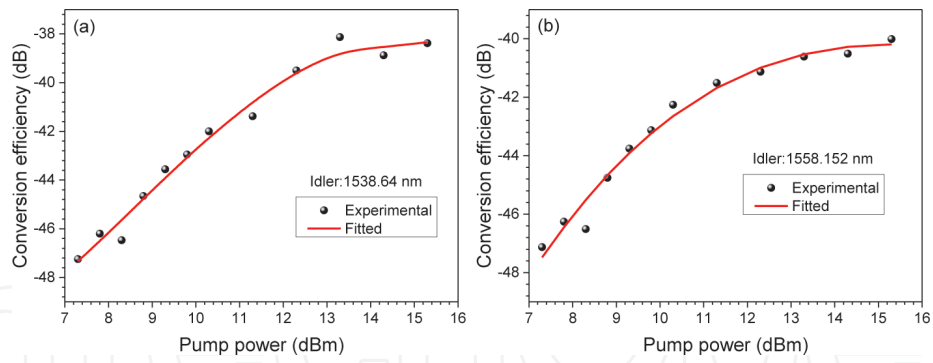 (a)
Conversion efficiency (dB)
-38
-40
-42
-44
-46
-48
Idler:1538.64 nm
Experimental
Fitted
7 8 9 10 11 12 13 14 15 16
Pump power (dBm)
(b)
Conversion efficiency (dB)
-40
-42
-44
-46
-48
Idler:1558.152 nm
Experimental
Fitted
7 8 9 10 11 12 13 14 15 16
Pump power (dBm)